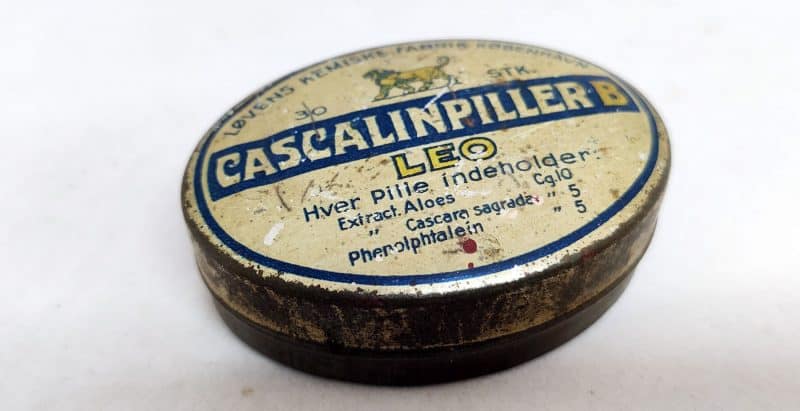 LØVENS KEMISKE FABRIK KØBENHAVN
30 STK.
CASCALINPILLER B
LEO
Hver Pille indeholder:
Extract. Aloes Cg. 10
" Cascara sagrada. " 5
Phenolphtalein " 5